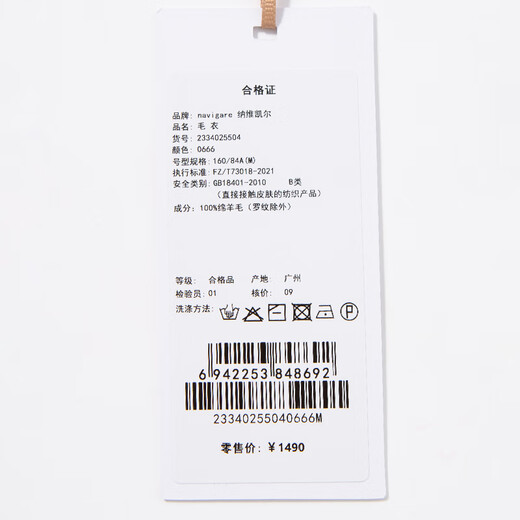 合格证
品牌: navigare 纳维凯尔
品名: 毛 衣
货号: 2334025504
颜色: 0666
号型规格: 160/84A(M)
执行标准: FZ/T73018-2021
安全类别: GB18401-2010 B类
(直接接触皮肤的纺织产品)
成分: 100%绵羊毛 (罗纹除外)
等级: 合格品 产地: 广州
检验员: 01 核价: 09
洗涤方法:
6 942253 848692
23340255040666M
零售价: ￥1490